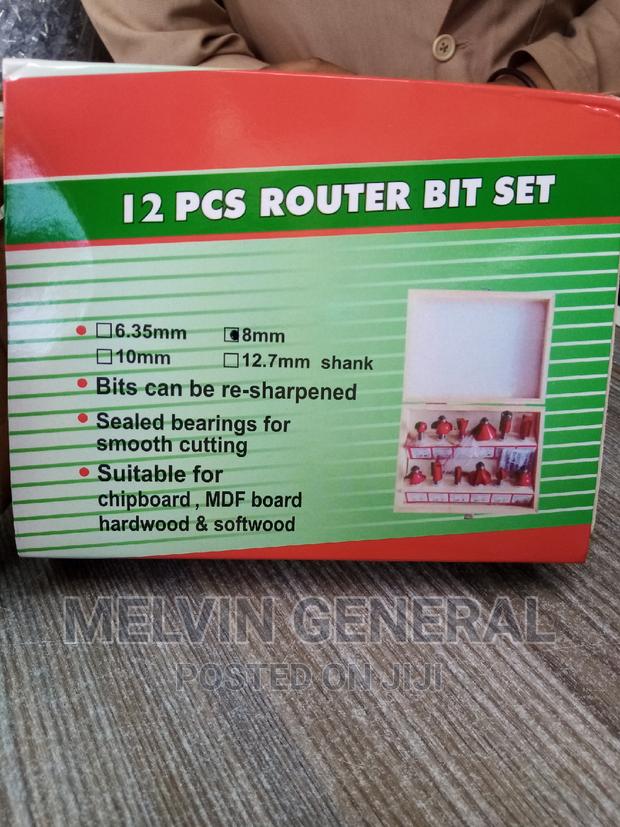 12 PCS ROUTER BIT SET
6.35mm 8mm
10mm 12.7mm shank
Bits can be re-sharpened
Sealed bearings for
smooth cutting
Suitable for
chipboard , MDF board
hardwood & softwood
MELVIN GENERAL
POSTED ON JIJI